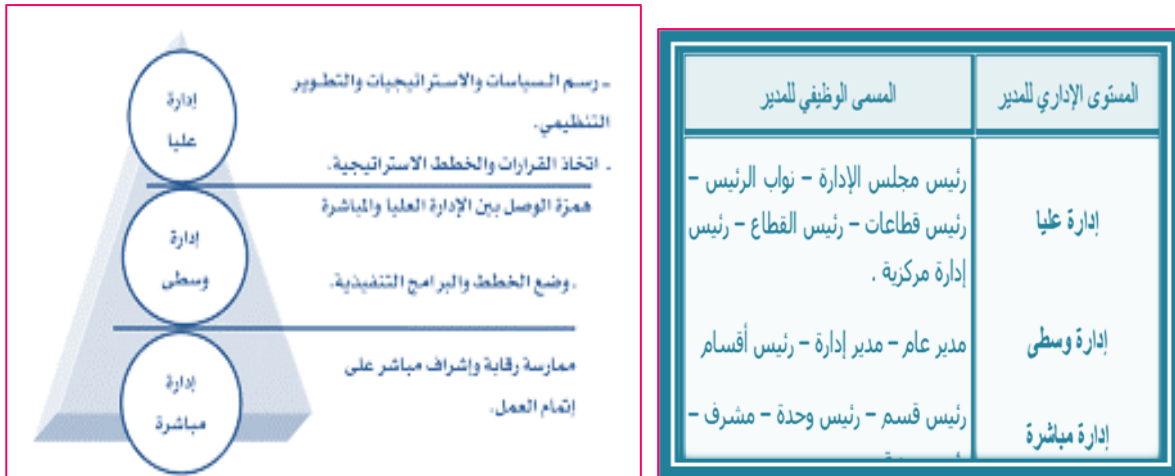 إدارة
عليا
ـ رسم السياسات والاستراتيجيات والتطوير
التنظيمي.
. اتخاذ القرارات والخطط الاستراتيجية.
إدارة
وسطى
همزة الوصل بين الإدارة العليا والمباشرة
. وضع الخطط والبرامج التنفيذية.
إدارة
مباشرة
ممارسة رقابة وإشراف مباشر على
إتمام العمل.
المستوى الإداري للمدير
المسمى الوظيفي للمدير
إدارة عليا
رئيس مجلس الإدارة – نواب الرئيس –
رئيس قطاعات – رئيس القطاع – رئيس
إدارة مركزية .
إدارة وسطى
مدير عام – مدير إدارة – رئيس أقسام
إدارة مباشرة
رئيس قسم – رئيس وحدة – مشرف –